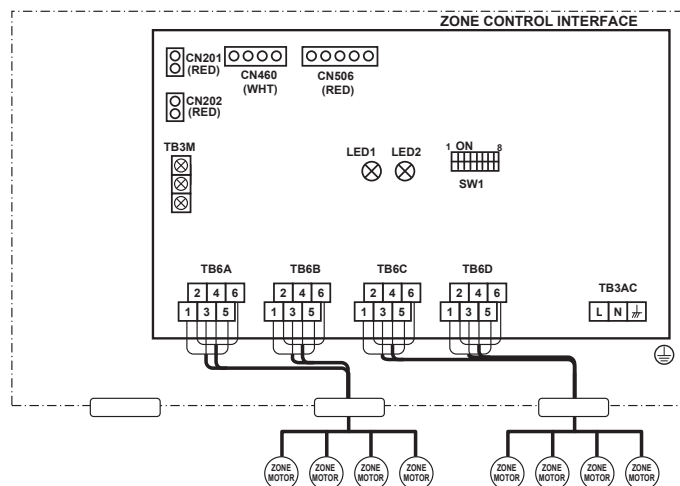 ZONE CONTROL INTERFACE
CN201
(RED)
CN460
(WHT)
CN506
(RED)
CN202
(RED)
TB3M
LED1 LED2
1 ON 8
SW1
TB6A TB6B TB6C TB6D
TB3AC
2 4 6 2 4 6 2 4 6 2 4 6
1 3 5 1 3 5 1 3 5 1 3 5
L N
ZONE
MOTOR
ZONE
MOTOR
ZONE
MOTOR
ZONE
MOTOR
ZONE
MOTOR
ZONE
MOTOR
ZONE
MOTOR
ZONE
MOTOR